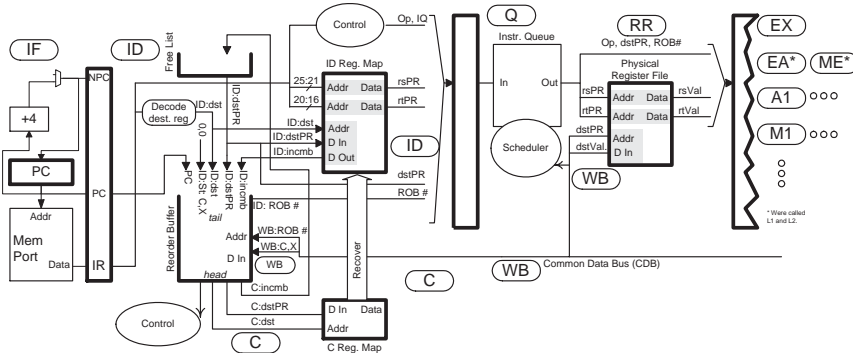 IF
ID
Free List
Control
Op, IQ
Q
RR
EX
NPC
ID:dstPR
ID Reg. Map
Instr. Queue
Op, dstPR, ROB#
EA*
ME*
+4
Decode
dest. reg
ID:dst
25:21
Addr
Data
rsPR
20:16
Addr
Data
rtPR
In
Out
Physical
Register File
rsPR
Addr
Data
rsVal
rtPR
Addr
Data
rtVal
A1
0,0
ID:dst
Addr
ID:dstPR
D In
ID:incmb
D Out
ID
Scheduler
dstPR
Addr
dstVal.
D In
M1
PC
PC
PC
ID:St: C,X
ID:dst
ID:dstPR
ID:incmb
tail
dstPR
WB
ID: ROB #
ROB #
Addr
Mem
Port
Data
IR
Reorder Buffer
Addr
WB:ROB #
D In
WB:C,X
WB
head
Recover
* Were called
L1 and L2.
C
WB
Common Data Bus (CDB)
C:incmb
C:dstPR
C:dst
D In
Data
Addr
Control
C
C Reg. Map